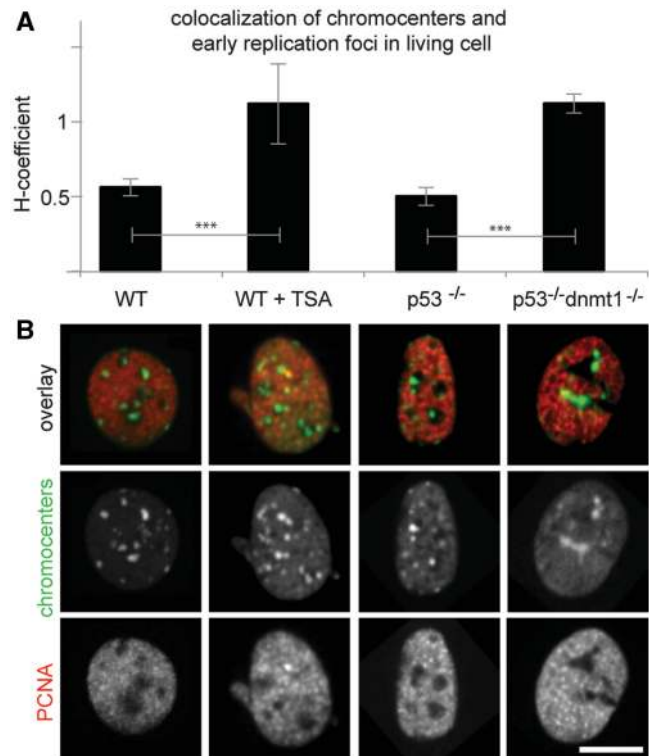 A
colocalization of chromocenters and
early replication foci in living cell
H-coefficient
1
0.5
***
***
WT
WT + TSA
p53 -/-
p53-/-dnmt1-/-
B
overlay
chromocenters
PCNA